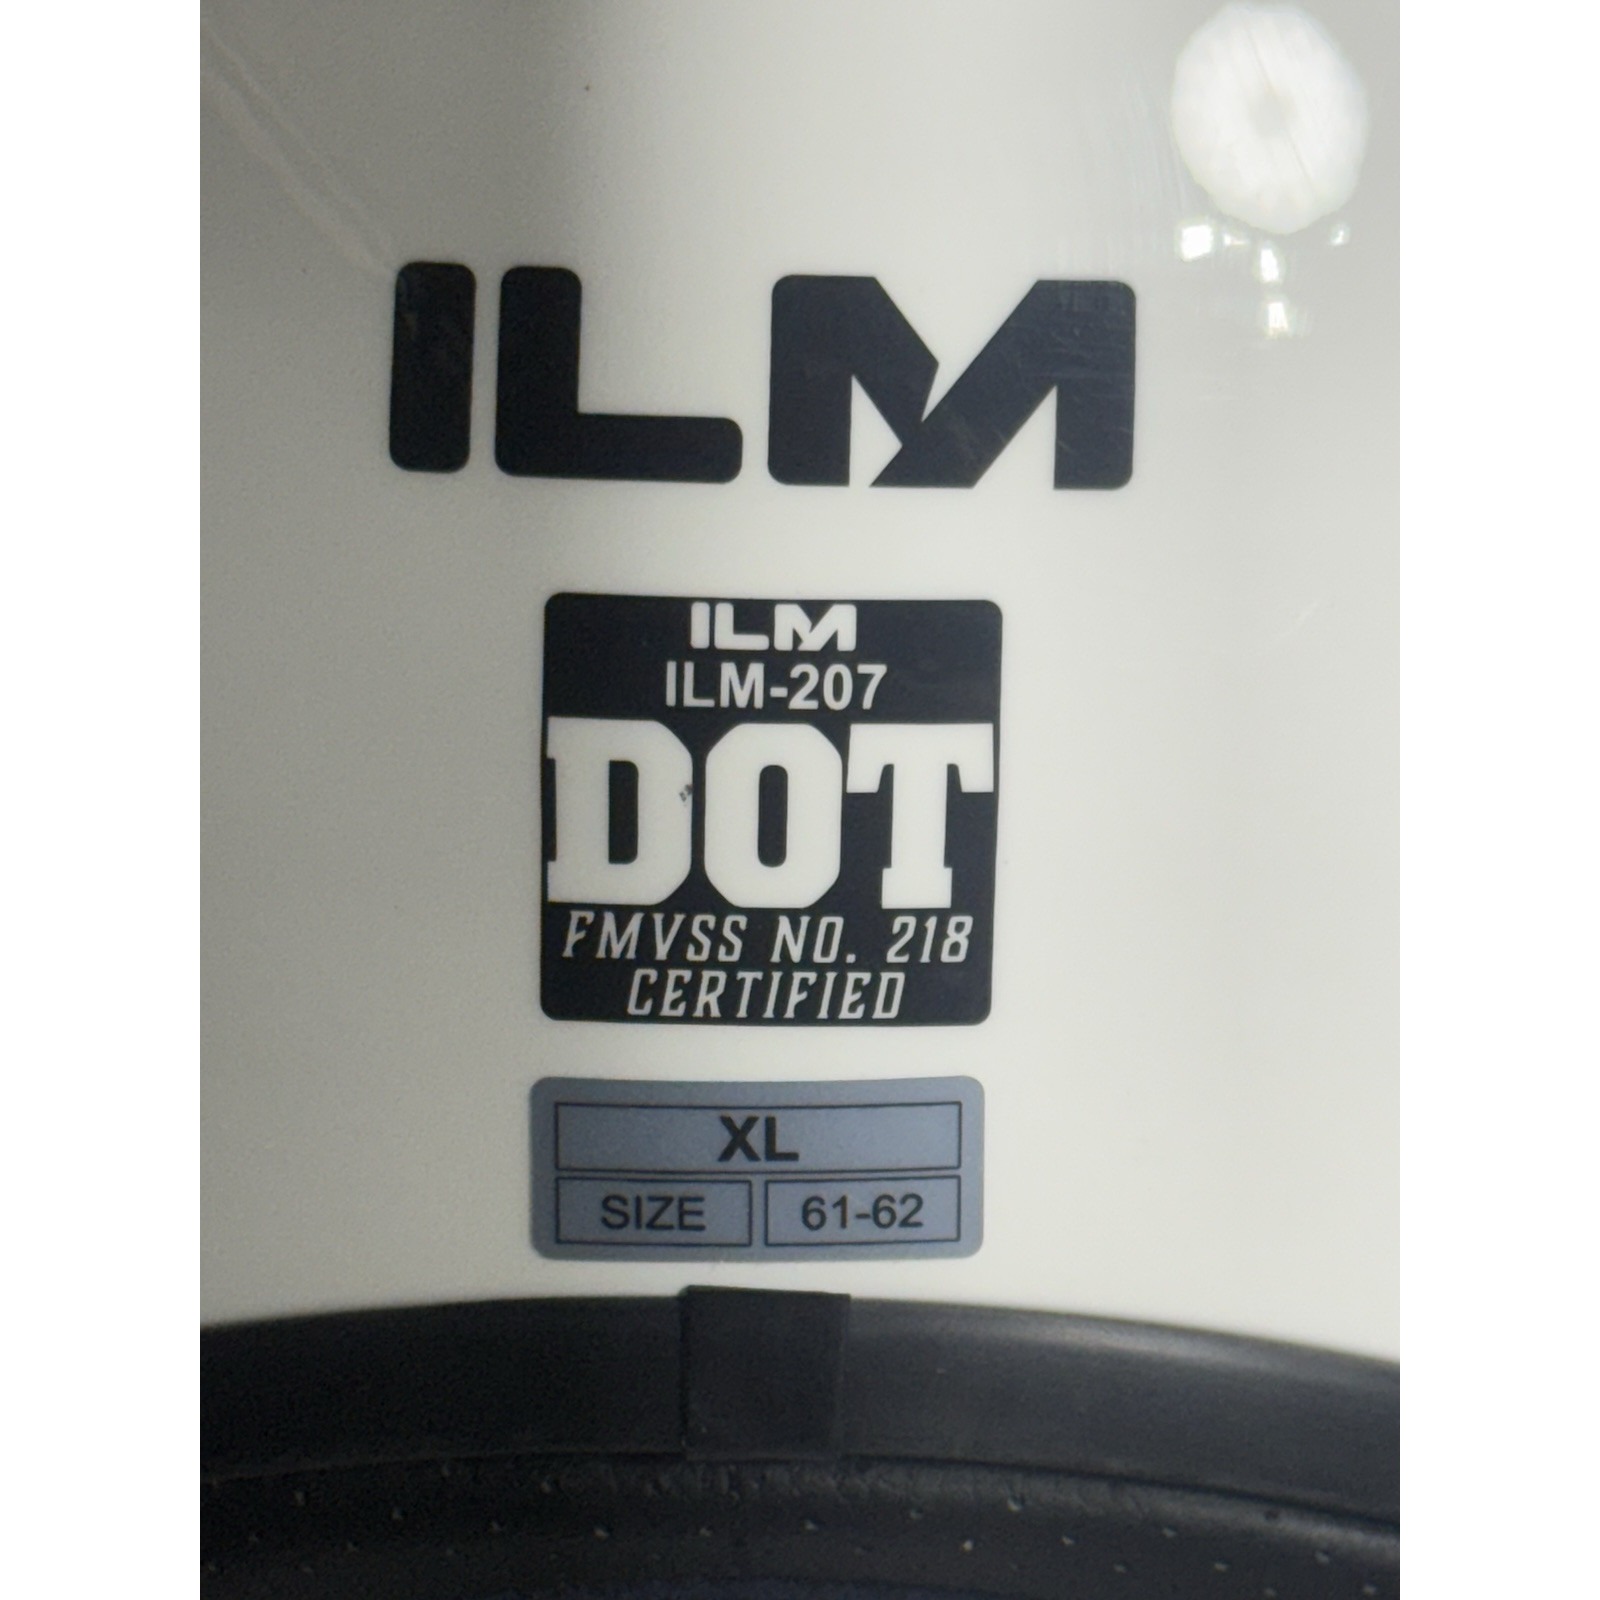 ILM
ILM
ILM-207
DOT
FMVSS NO. 218
CERTIFIED
XL
SIZE 61-62